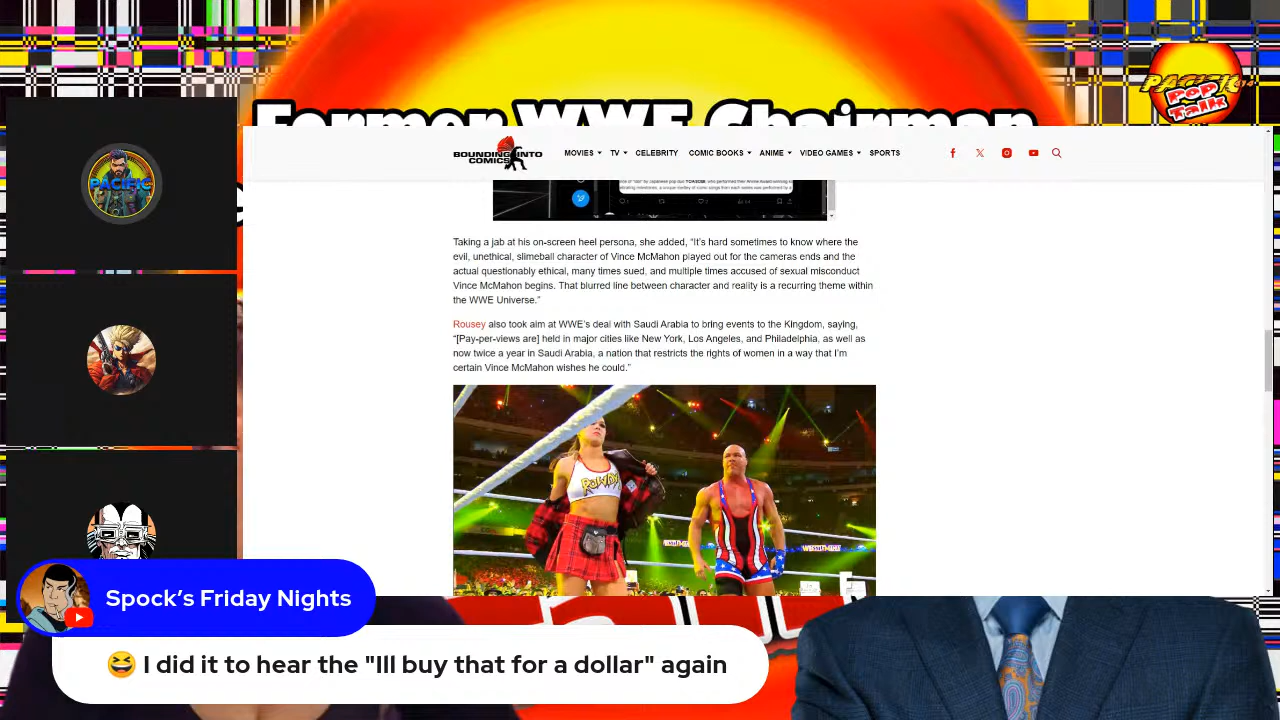 Former WWE Chairman
PACIFIC
Pop
Talk
BOUNDING INTO
COMICS
MOVIES TV CELEBRITY COMIC BOOKS ANIME VIDEO GAMES SPORTS
PACIFIC
Taking a jab at his on-screen heel persona, she added, “It’s hard sometimes to know where the
evil, unethical, slimeball character of Vince McMahon played out for the cameras ends and the
actual questionably ethical, many times sued, and multiple times accused of sexual misconduct
Vince McMahon begins. That blurred line between character and reality is a recurring theme within
the WWE Universe.”
Rousey also took aim at WWE’s deal with Saudi Arabia to bring events to the Kingdom, saying,
“[Pay-per-views are] held in major cities like New York, Los Angeles, and Philadelphia, as well as
now twice a year in Saudi Arabia, a nation that restricts the rights of women in a way that I’m
certain Vince McMahon wishes he could.”
ROWDY
Spock’s Friday Nights
😆 I did it to hear the "Ill buy that for a dollar" again